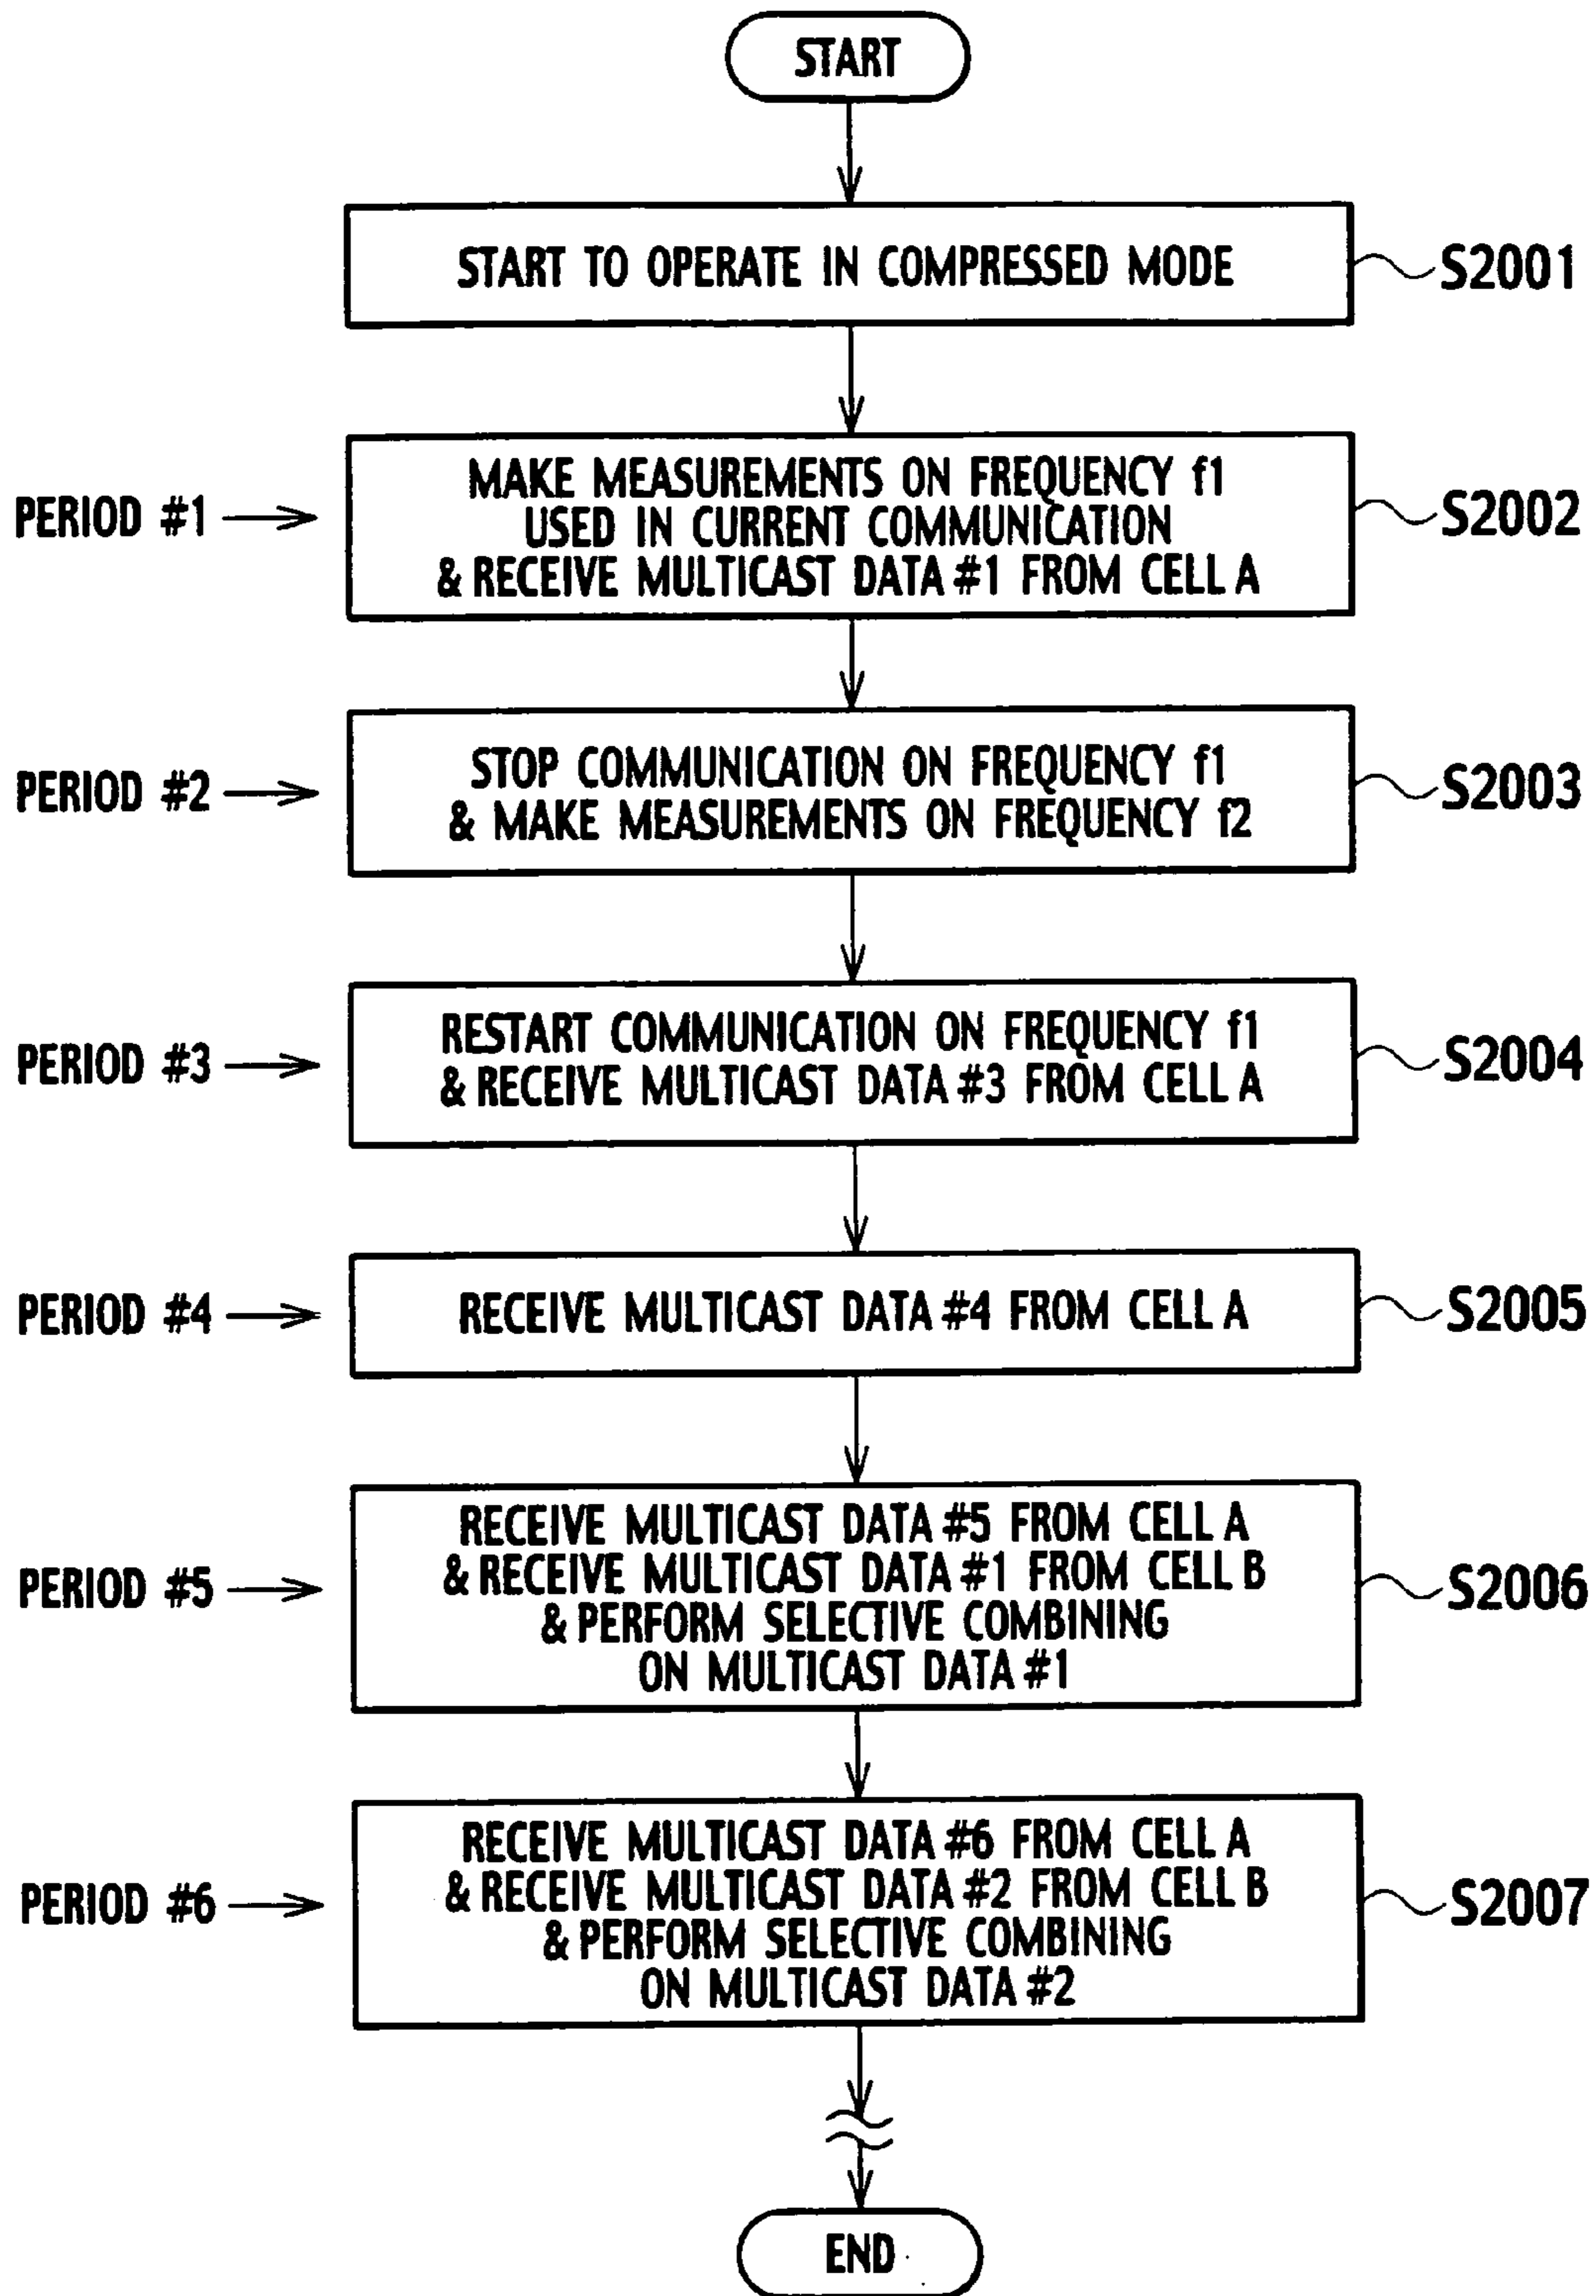 START
START TO OPERATE IN COMPRESSED MODE
S2001
PERIOD #1
MAKE MEASUREMENTS ON FREQUENCY f1
USED IN CURRENT COMMUNICATION
& RECEIVE MULTICAST DATA #1 FROM CELL A
S2002
PERIOD #2
STOP COMMUNICATION ON FREQUENCY f1
& MAKE MEASUREMENTS ON FREQUENCY f2
S2003
PERIOD #3
RESTART COMMUNICATION ON FREQUENCY f1
& RECEIVE MULTICAST DATA #3 FROM CELL A
S2004
PERIOD #4
RECEIVE MULTICAST DATA #4 FROM CELL A
S2005
PERIOD #5
RECEIVE MULTICAST DATA #5 FROM CELL A
& RECEIVE MULTICAST DATA #1 FROM CELL B
& PERFORM SELECTIVE COMBINING
ON MULTICAST DATA #1
S2006
PERIOD #6
RECEIVE MULTICAST DATA #6 FROM CELL A
& RECEIVE MULTICAST DATA #2 FROM CELL B
& PERFORM SELECTIVE COMBINING
ON MULTICAST DATA #2
S2007
END